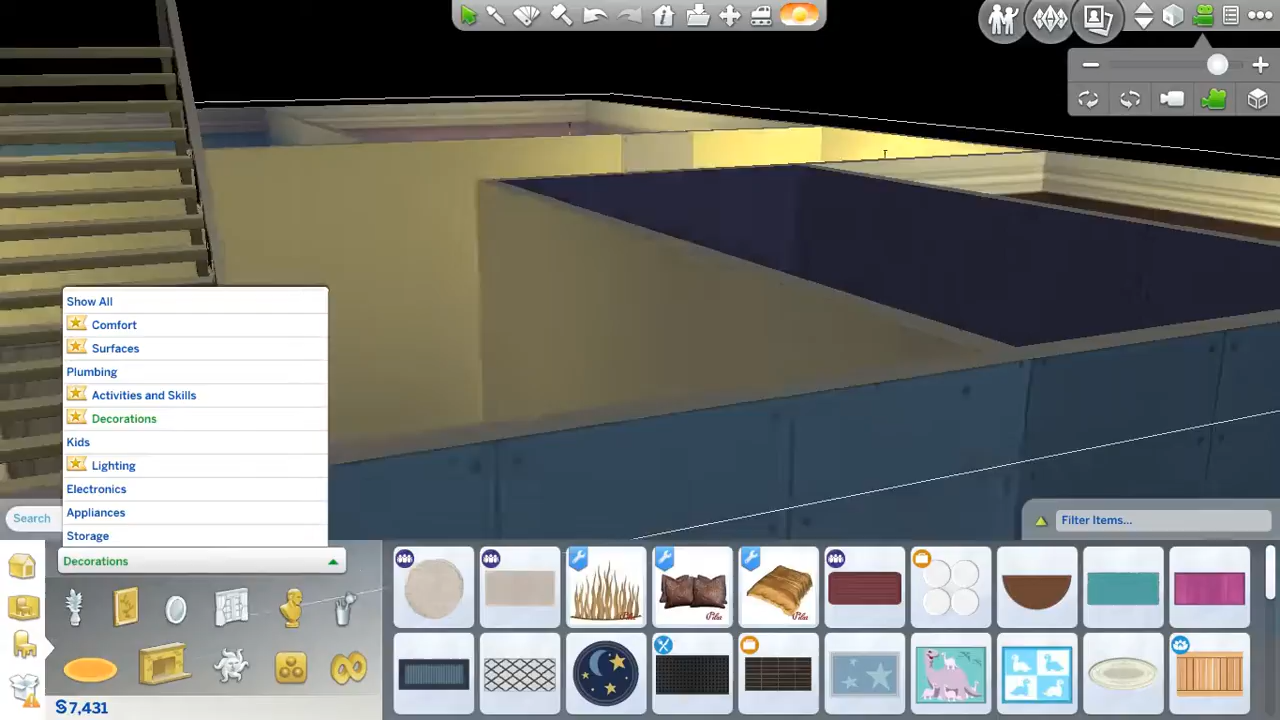 Show All
Comfort
Surfaces
Plumbing
Activities and Skills
Decorations
Kids
Lighting
Electronics
Appliances
Storage
Search
Filter Items...
Decorations
§7,431